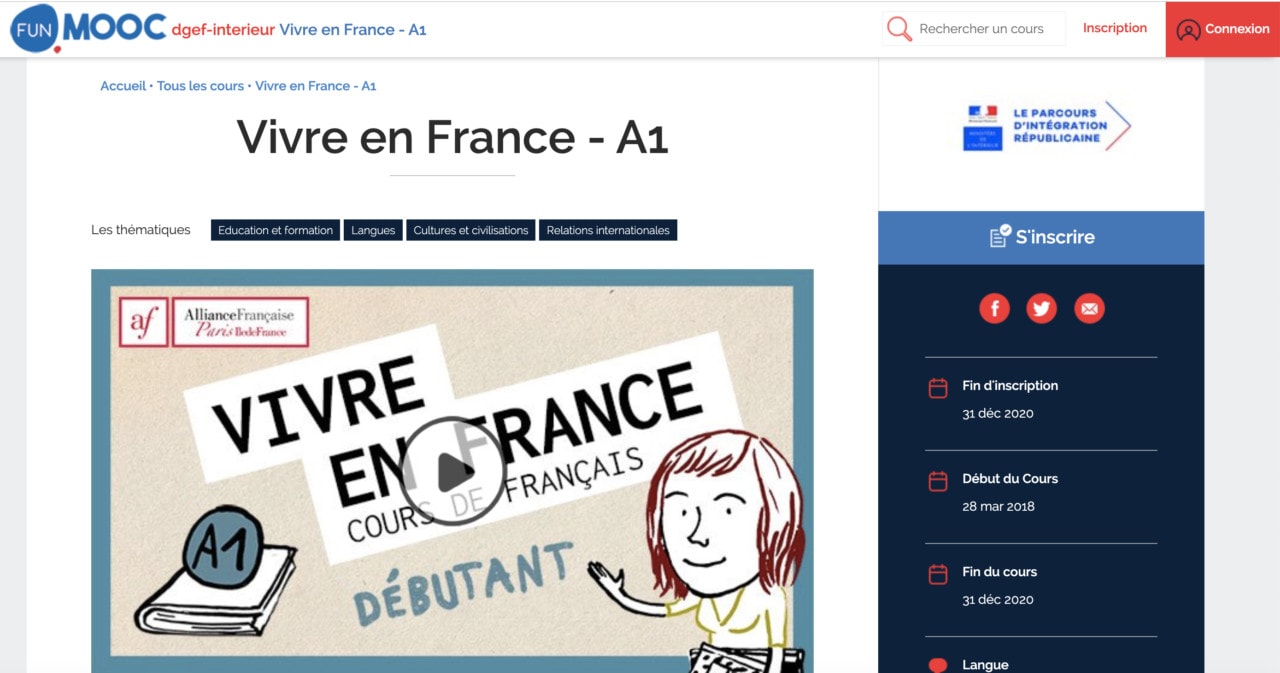 FUN MOOC dgef-interieur Vivre en France - A1
Rechercher un cours
Inscription
Connexion
Accueil • Tous les cours • Vivre en France - A1
Vivre en France - A1
Les thématiques
Education et formation
Langues
Cultures et civilisations
Relations internationales
af
AllianceFrançaise
Paris IledeFrance
VIVRE
EN FRANCE
COURS DE FRANÇAIS
DÉBUTANT
A1
LE PARCOURS
D'INTÉGRATION
RÉPUBLICAINE
S'inscrire
Fin d'inscription
31 déc 2020
Début du Cours
28 mar 2018
Fin du cours
31 déc 2020
Langue